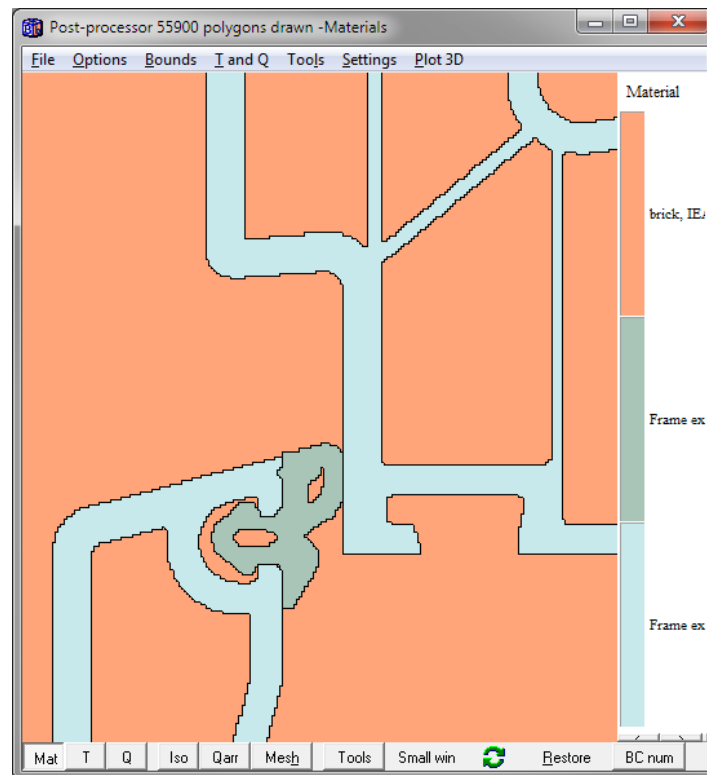 Post-processor 55900 polygons drawn -Materials
File Options Bounds T and Q Tools Settings Plot 3D
Material
brick, IEA
Frame ex
Frame ex
Mat T Q Iso Qarr Mesh Tools Small win Restore BC num